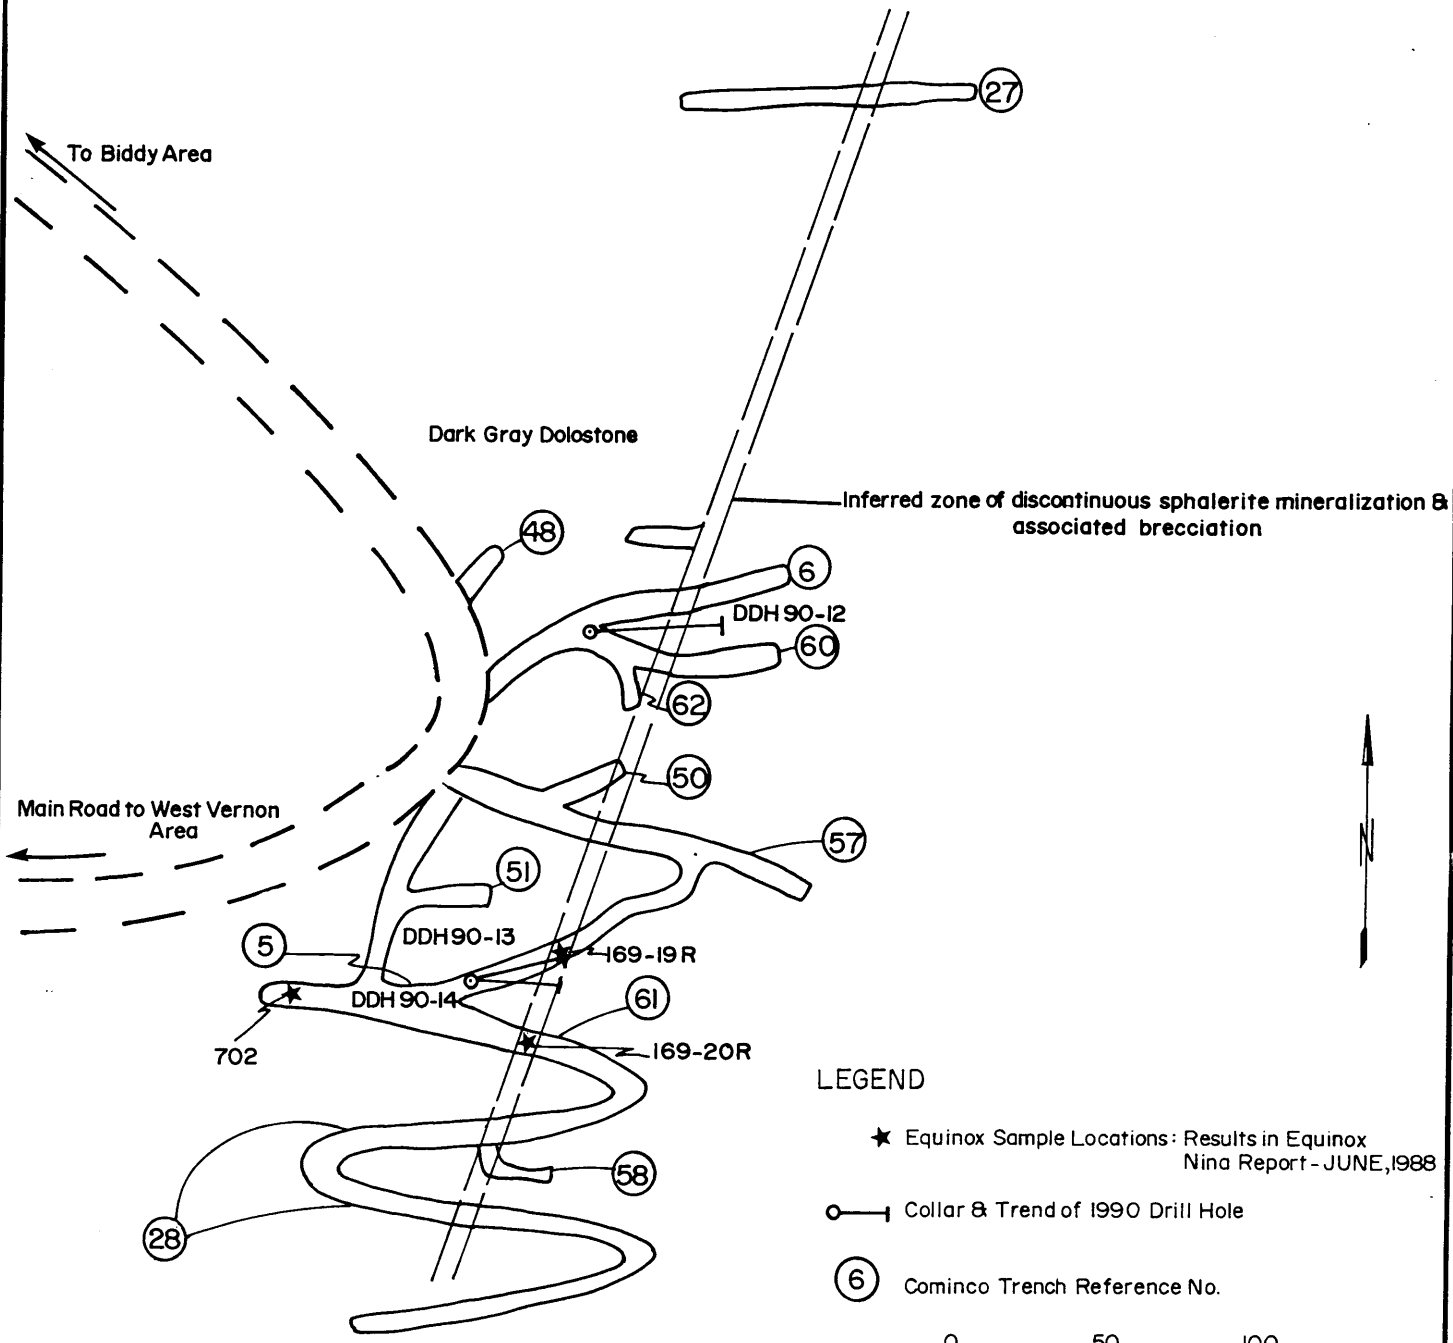 27
To Biddy Area
Dark Gray Dolostone
Inferred zone of discontinuous sphalerite mineralization &
associated brecciation
48
6
DDH 90-12
60
62
50
Main Road to West Vernon
Area
57
51
5
DDH 90-13
169-19R
DDH 90-14
61
702
169-20R
N
58
28
LEGEND
Equinox Sample Locations: Results in Equinox
Nina Report - JUNE, 1988
Collar & Trend of 1990 Drill Hole
6 Cominco Trench Reference No.
0 50 100